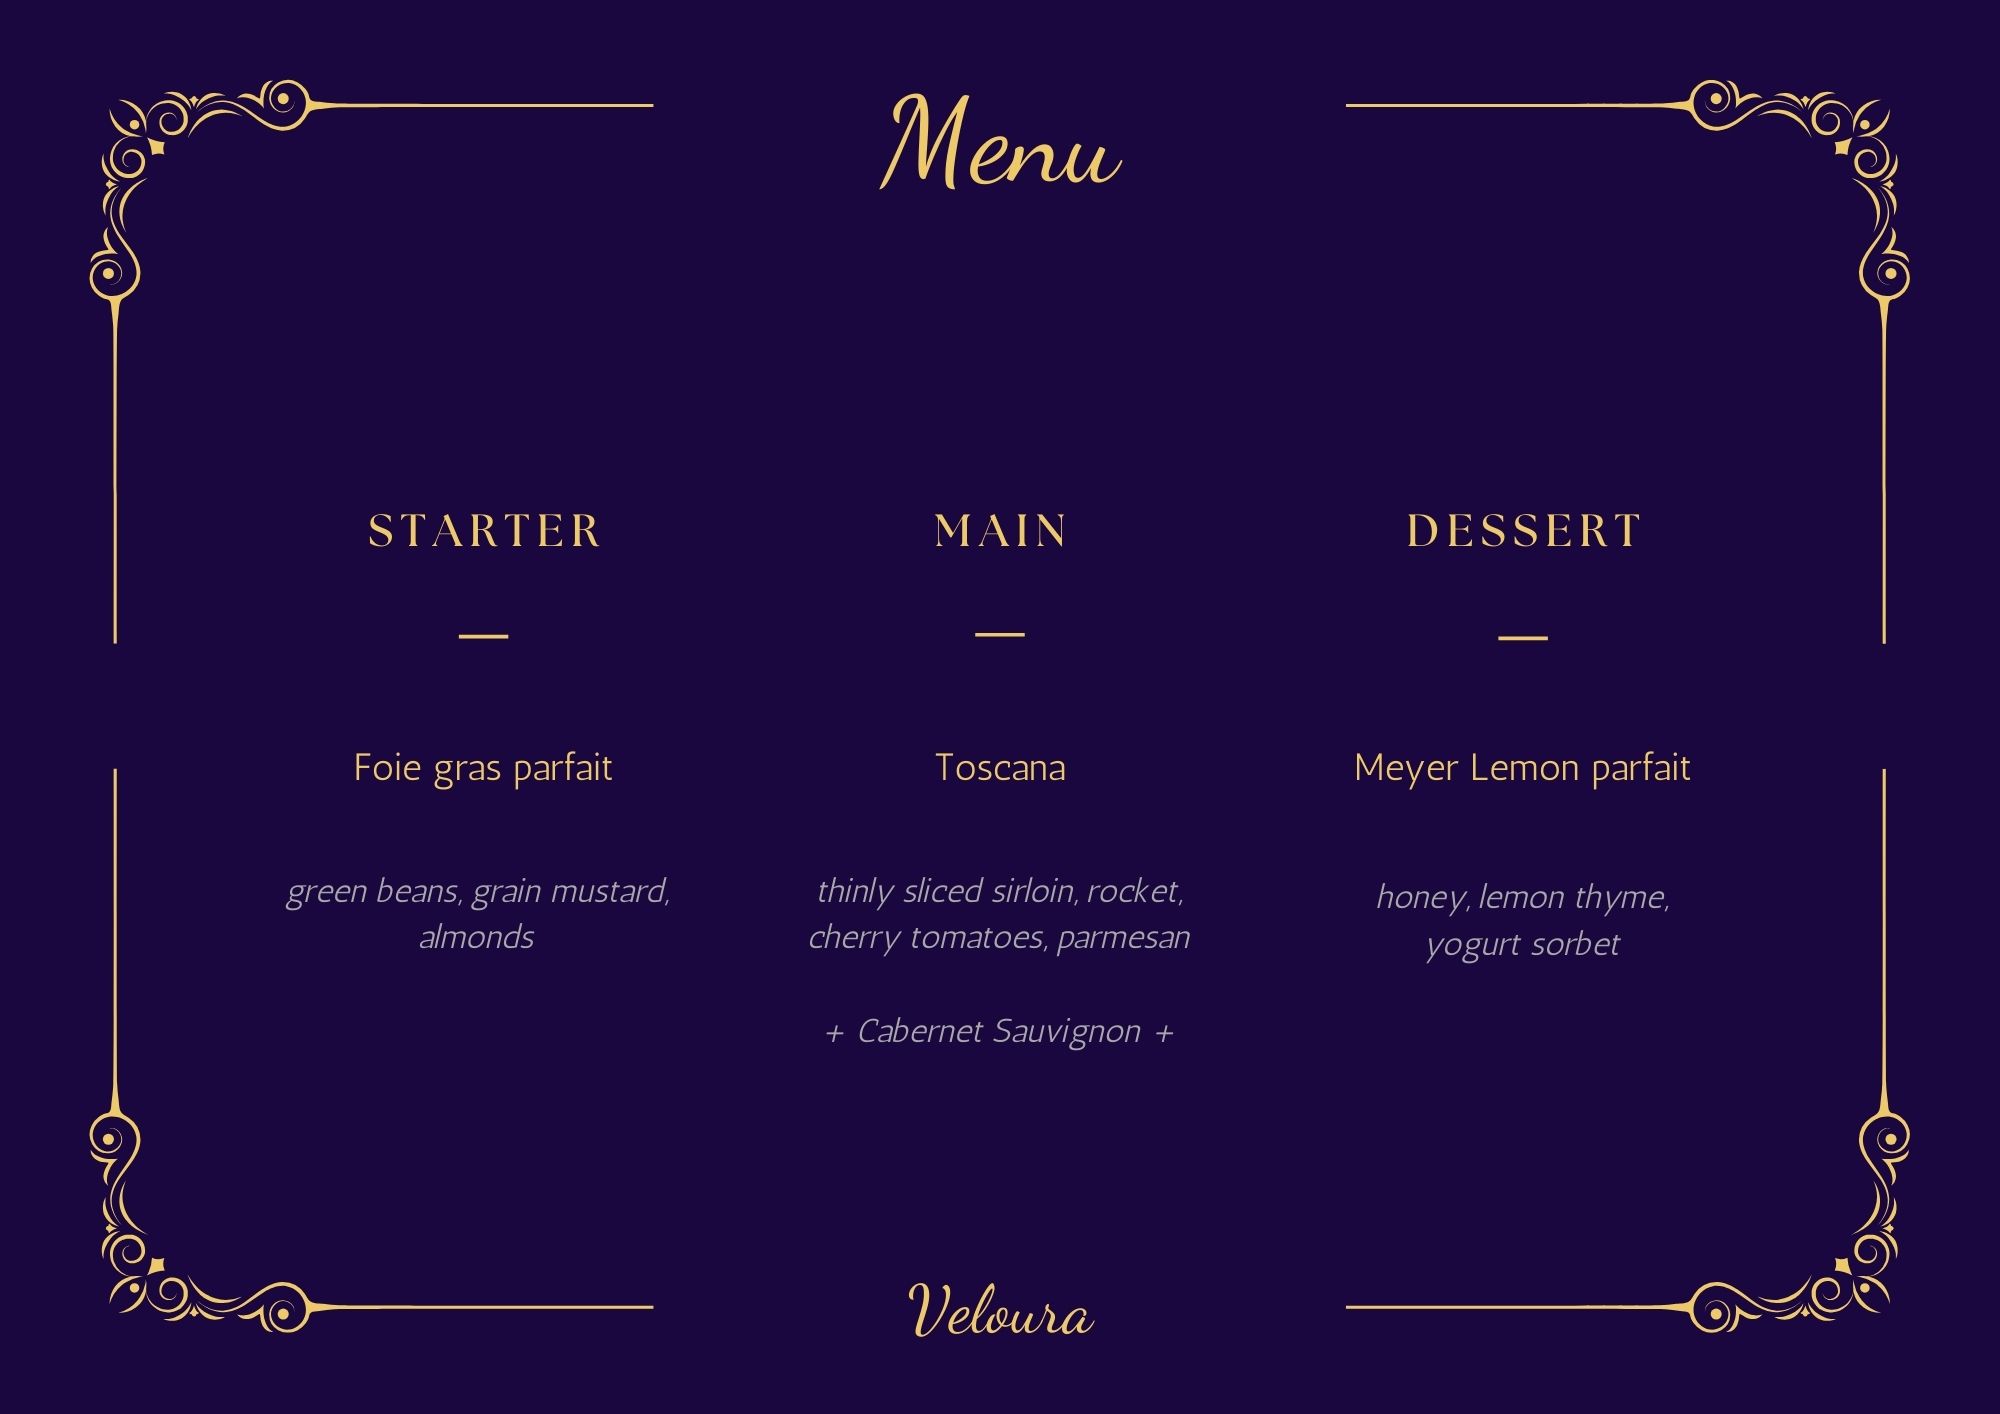 Menu
STARTER
Foie gras parfait
green beans, grain mustard,
almonds
MAIN
Toscana
thinly sliced sirloin, rocket,
cherry tomatoes, parmesan
+ Cabernet Sauvignon +
DESSERT
Meyer Lemon parfait
honey, lemon thyme,
yogurt sorbet
Veloura